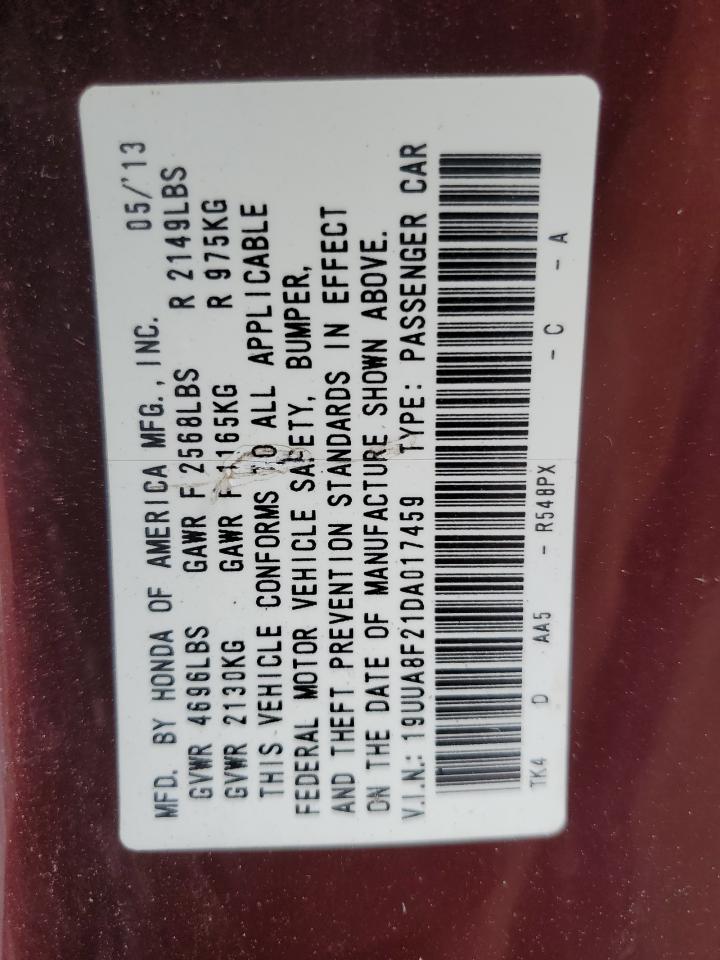 MFD. BY HONDA OF AMERICA MFG., INC. 05/'13
GVWR 4696LBS GAWR F 2568LBS R 2149LBS
GVWR 2130KG GAWR F 1165KG R 975KG
THIS VEHICLE CONFORMS TO ALL APPLICABLE
FEDERAL MOTOR VEHICLE SAFETY, BUMPER,
AND THEFT PREVENTION STANDARDS IN EFFECT
ON THE DATE OF MANUFACTURE SHOWN ABOVE.
V.I.N.: 19UUA8F21DA017459 TYPE: PASSENGER CAR
TK4 D AA5 - R548PX - C - A